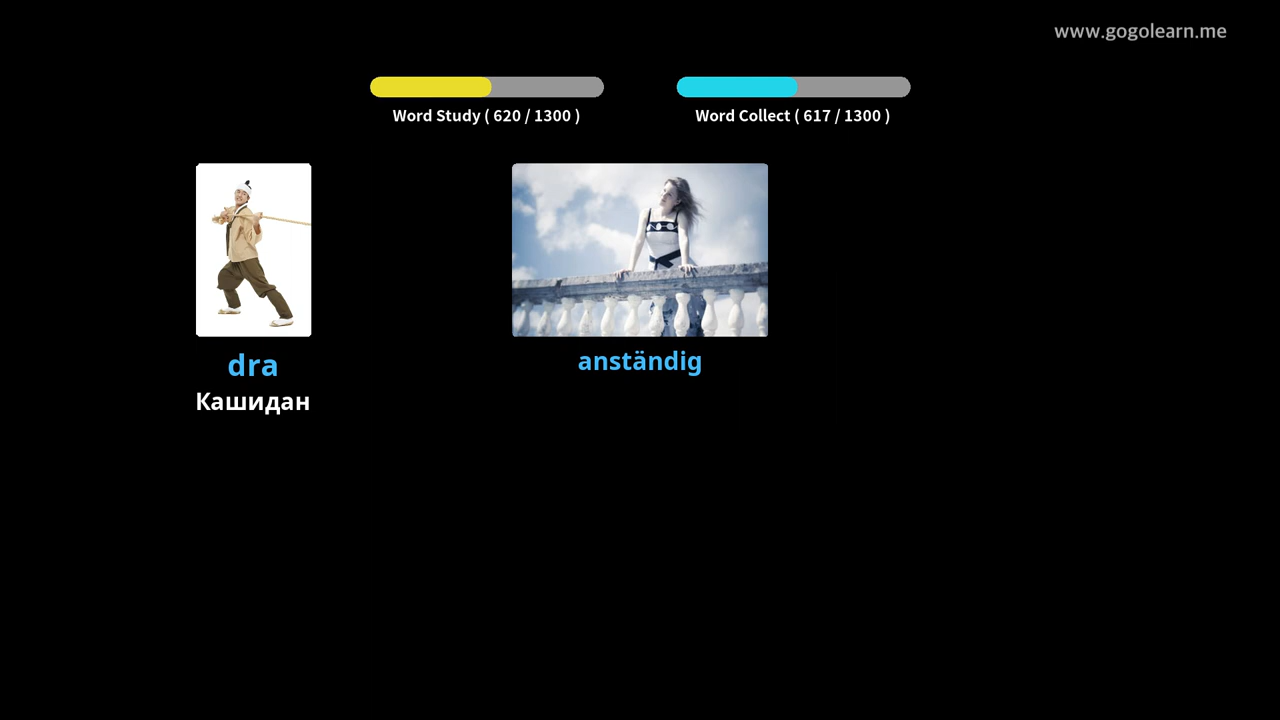 www.gogolearn.me
Word Study ( 620 / 1300 )
Word Collect ( 617 / 1300 )
dra
Кашидан
anständig